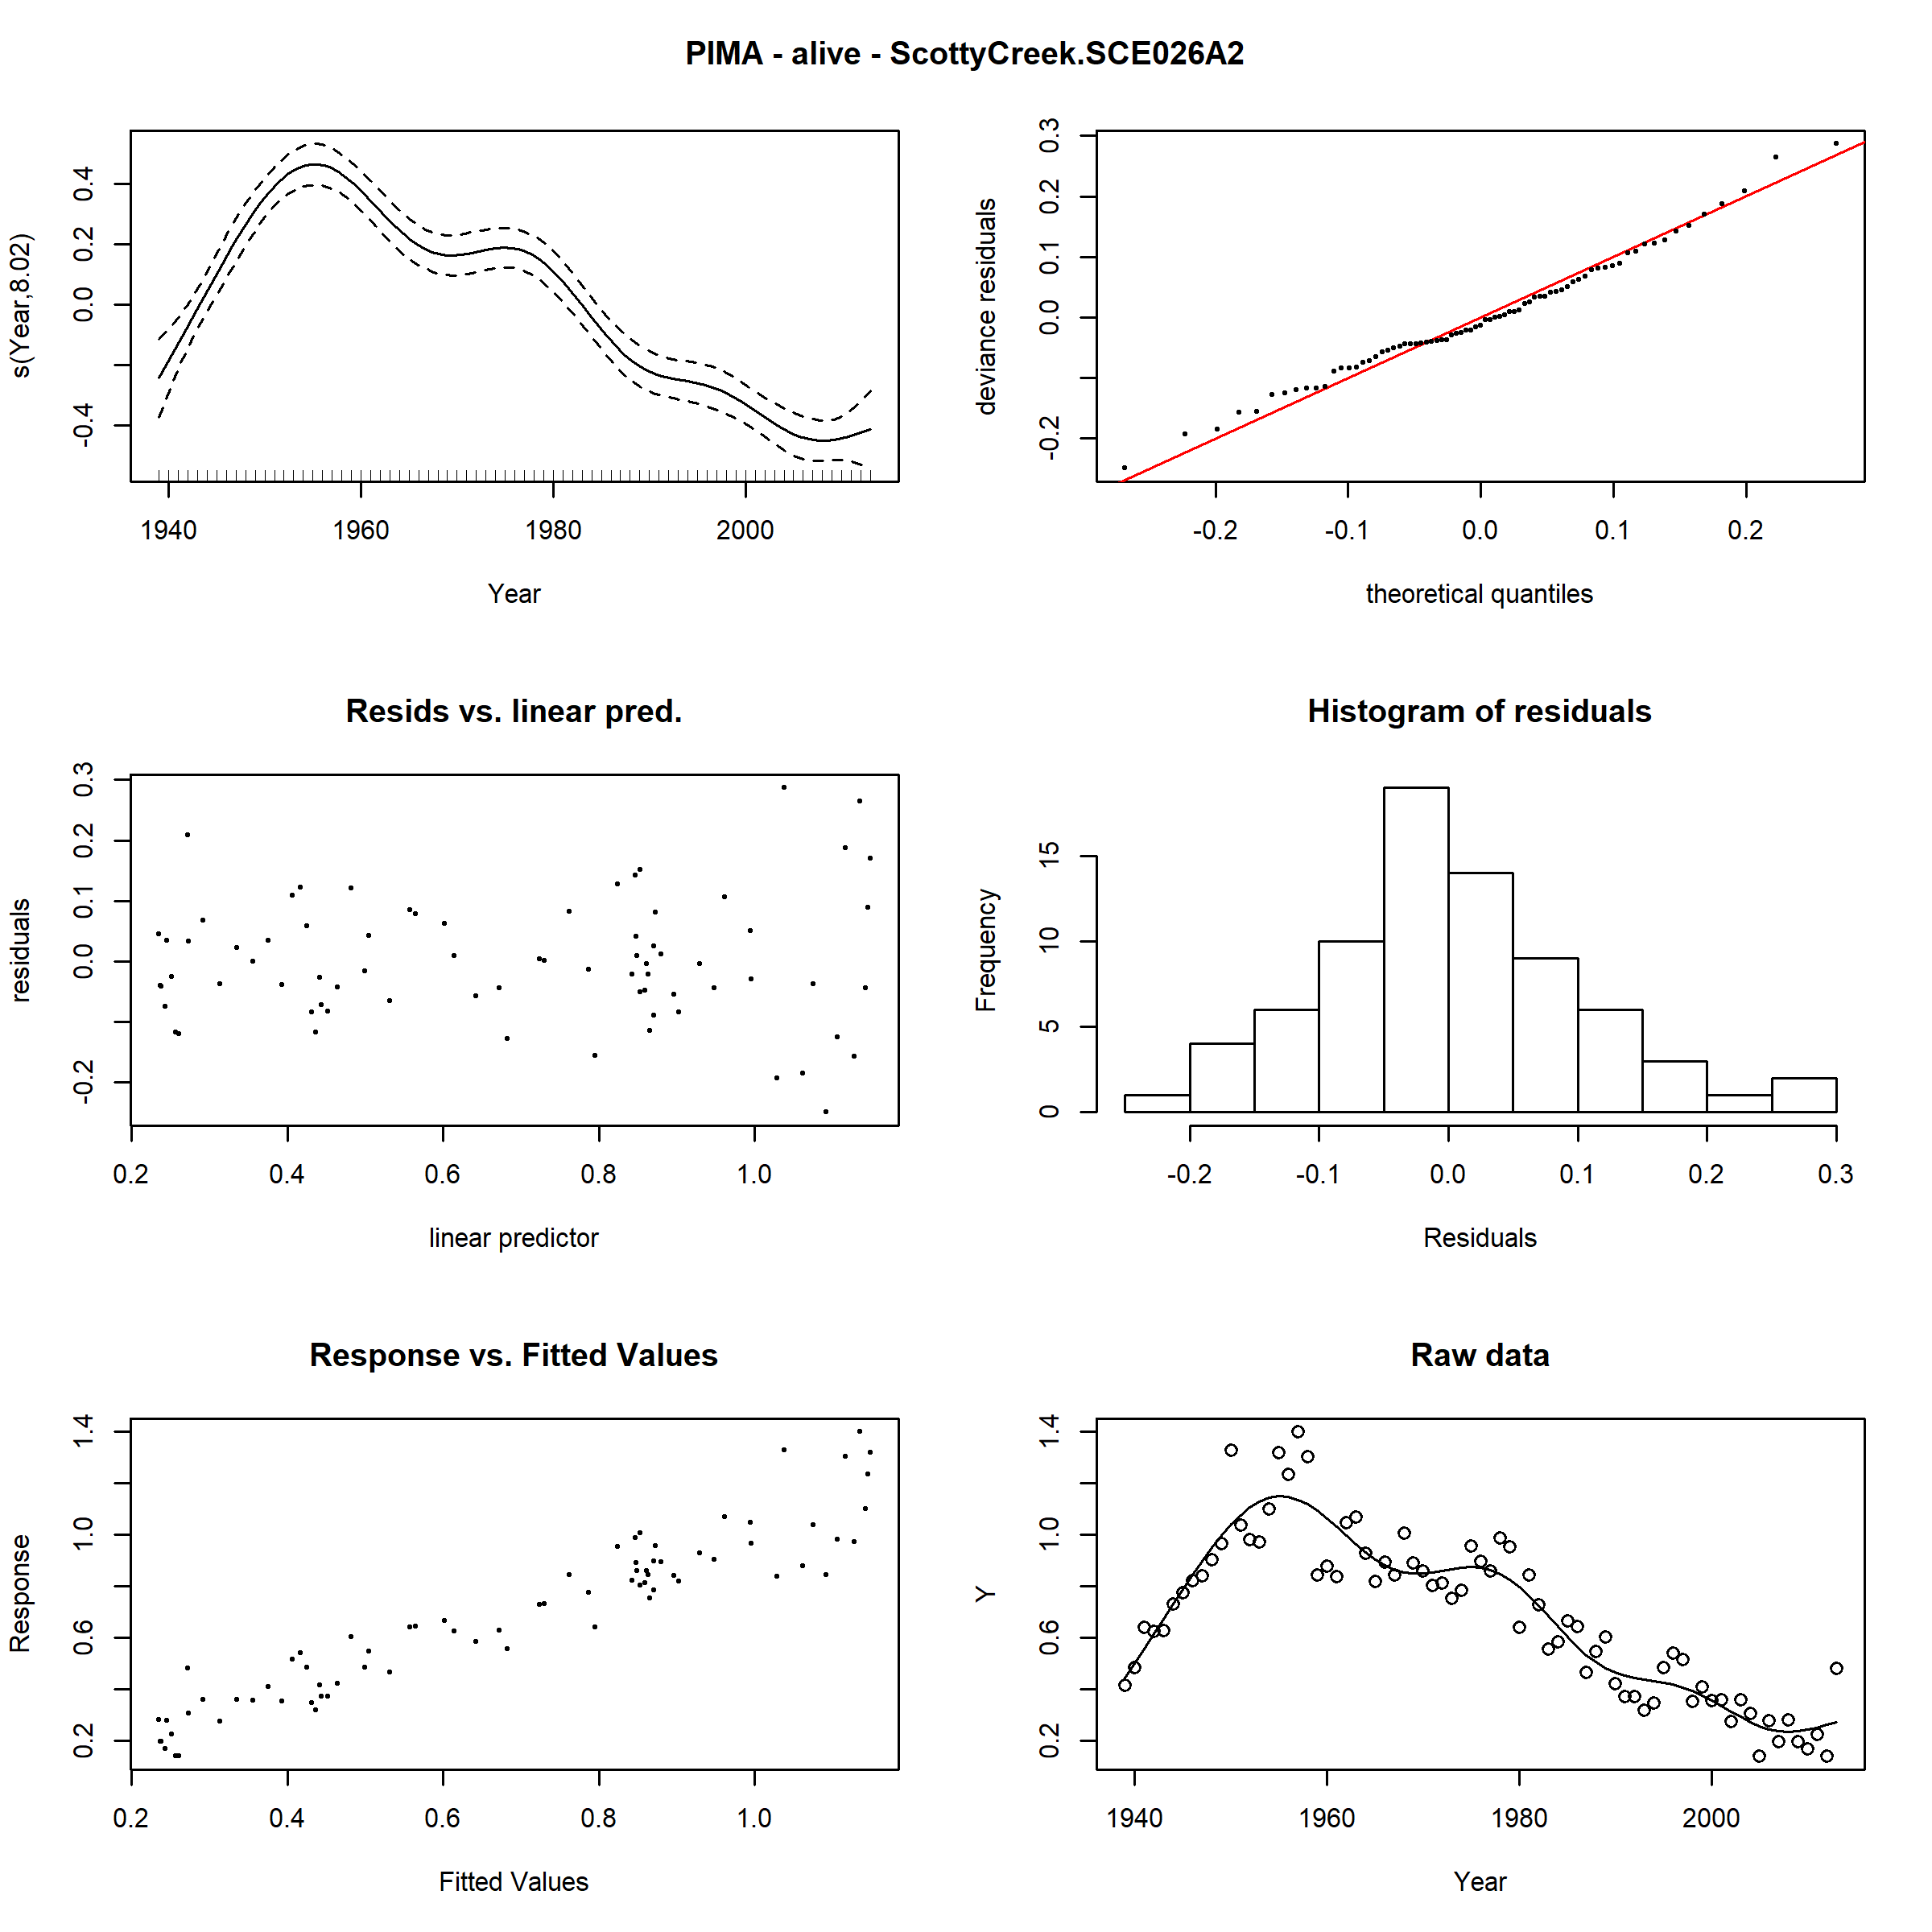 PIMA - alive - ScottyCreek.SCE026A2
s(Year,8.02)
-0.4 0.0 0.2 0.4
1940 1960 1980 2000
Year
deviance residuals
-0.2 0.0 0.1 0.2 0.3
-0.2 -0.1 0.0 0.1 0.2
theoretical quantiles
Resids vs. linear pred.
residuals
-0.2 0.0 0.1 0.2 0.3
0.2 0.4 0.6 0.8 1.0
linear predictor
Histogram of residuals
Frequency
0 5 10 15
-0.2 -0.1 0.0 0.1 0.2 0.3
Residuals
Response vs. Fitted Values
Response
0.2 0.6 1.0 1.4
0.2 0.4 0.6 0.8 1.0
Fitted Values
Raw data
Y
0.2 0.6 1.0 1.4
1940 1960 1980 2000
Year